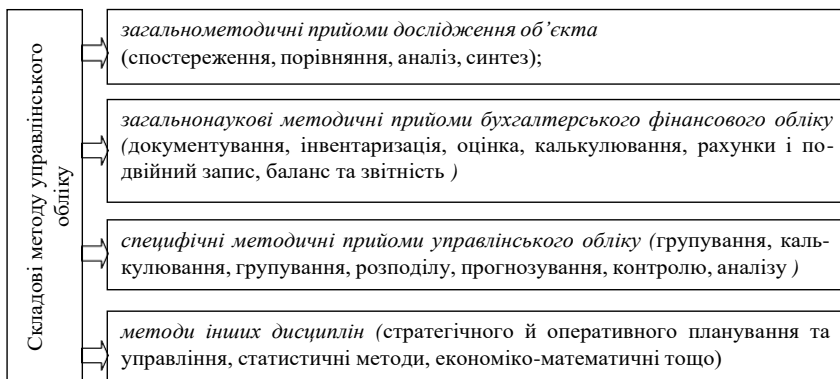 Складові методу управлінського
обліку
загальнометодичні прийоми дослідження об’єкта
(спостереження, порівняння, аналіз, синтез);
загальнонаукові методичні прийоми бухгалтерського фінансового обліку
(документування, інвентаризація, оцінка, калькулювання, рахунки і по-
двійний запис, баланс та звітність )
специфічні методичні прийоми управлінського обліку (групування, каль-
кулювання, групування, розподілу, прогнозування, контролю, аналізу )
методи інших дисциплін (стратегічного й оперативного планування та
управління, статистичні методи, економіко-математичні тощо)